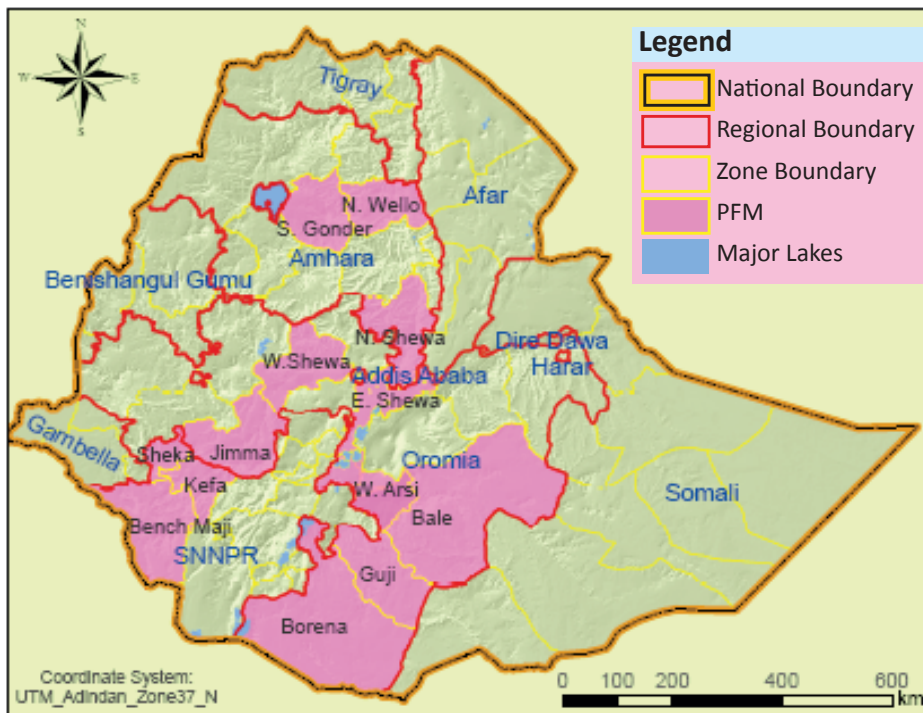 Legend
National Boundary
Regional Boundary
Zone Boundary
PFM
Major Lakes
N
W
E
S
Tigray
Afar
N. Wello
S. Gonder
Amhara
Benishangul Gumu
N. Shewa
Dire Dawa
W.Shewa
Harar
Addis Ababa
E. Shewa
Gambella
Sheka
Jimma
Oromia
Kefa
W. Arsi
Somali
Bale
Bench Maji
SNNPR
Guji
Borena
Coordinate System:
UTM_Adindan_Zone37_N
0 100 200 400 600
km